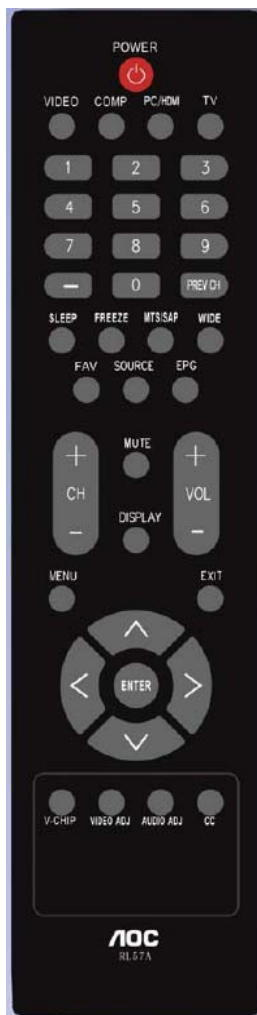 POWER
VIDEO COMP PC/HDMI TV
1 2 3
4 5 6
7 8 9
— 0 PREV CH
SLEEP FREEZE MTS/SAP WIDE
FAV SOURCE EPG
+ MUTE +
CH VOL
- DISPLAY -
MENU EXIT
ENTER
V-CHIP VIDEO ADJ AUDIO ADJ CC
AOC
RL57A